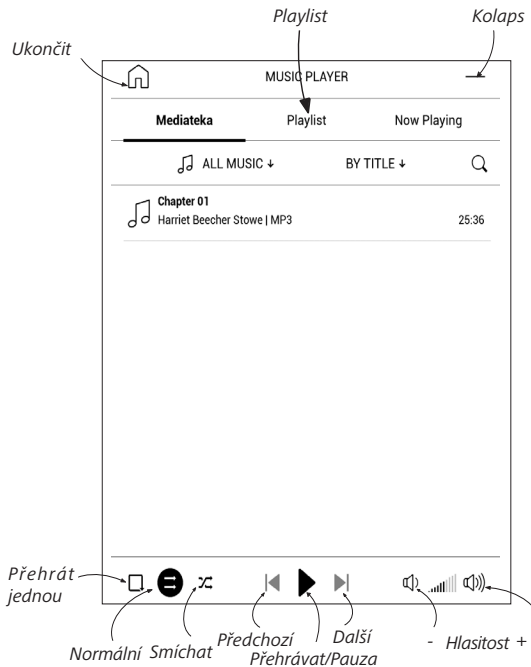 Playlist
Kolaps
Ukončit
MUSIC PLAYER
Mediateka Playlist Now Playing
ALL MUSIC ↓ BY TITLE ↓
Chapter 01
Harriet Beecher Stowe | MP3 25:36
Přehrát
jednou
Normální Smíchat Předchozí Další - Hlasitost +
Přehrávat/Pauza